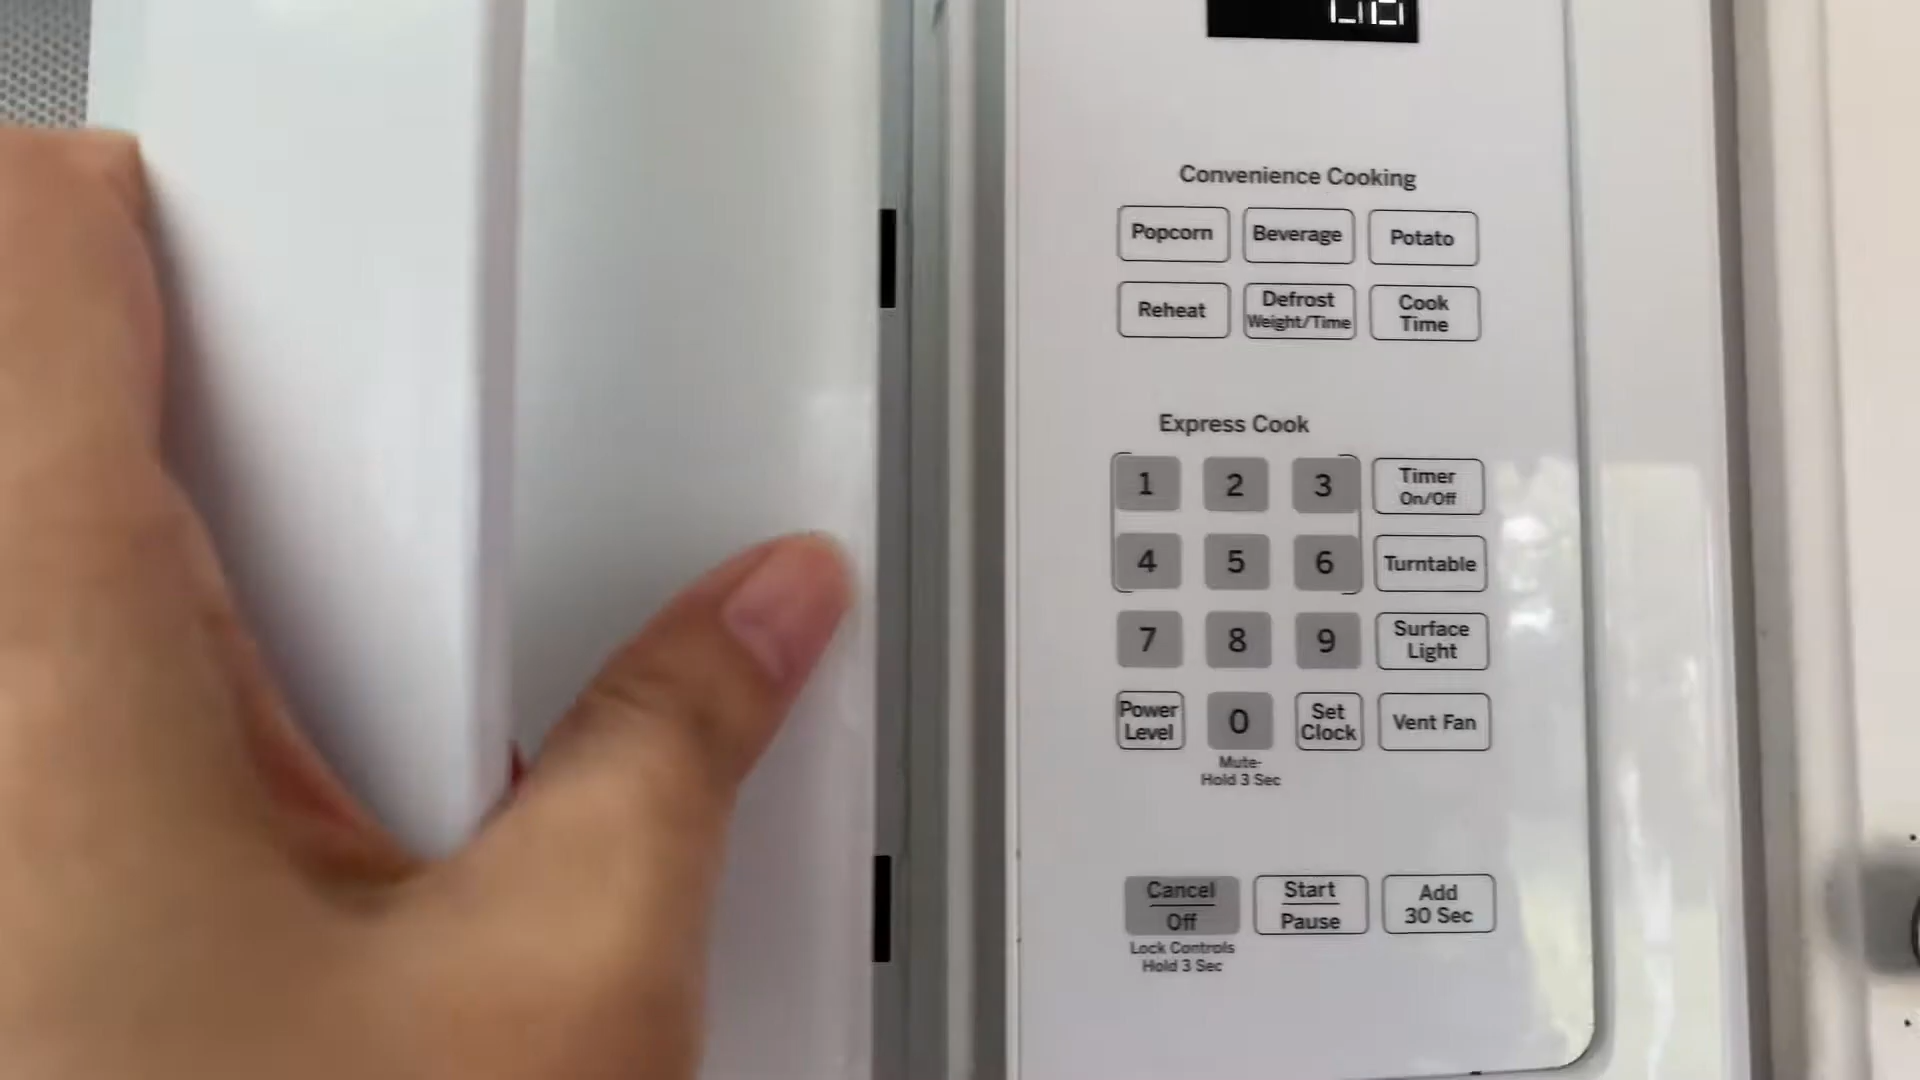 Convenience Cooking
Popcorn
Beverage
Potato
Reheat
Defrost
Weight/Time
Cook
Time
Express Cook
1
2
3
Timer
On/Off
4
5
6
Turntable
7
8
9
Surface
Light
Power
Level
0
Set
Clock
Vent Fan
Mute-
Hold 3 Sec
Cancel
Off
Start
Pause
Add
30 Sec
Lock Controls
Hold 3 Sec